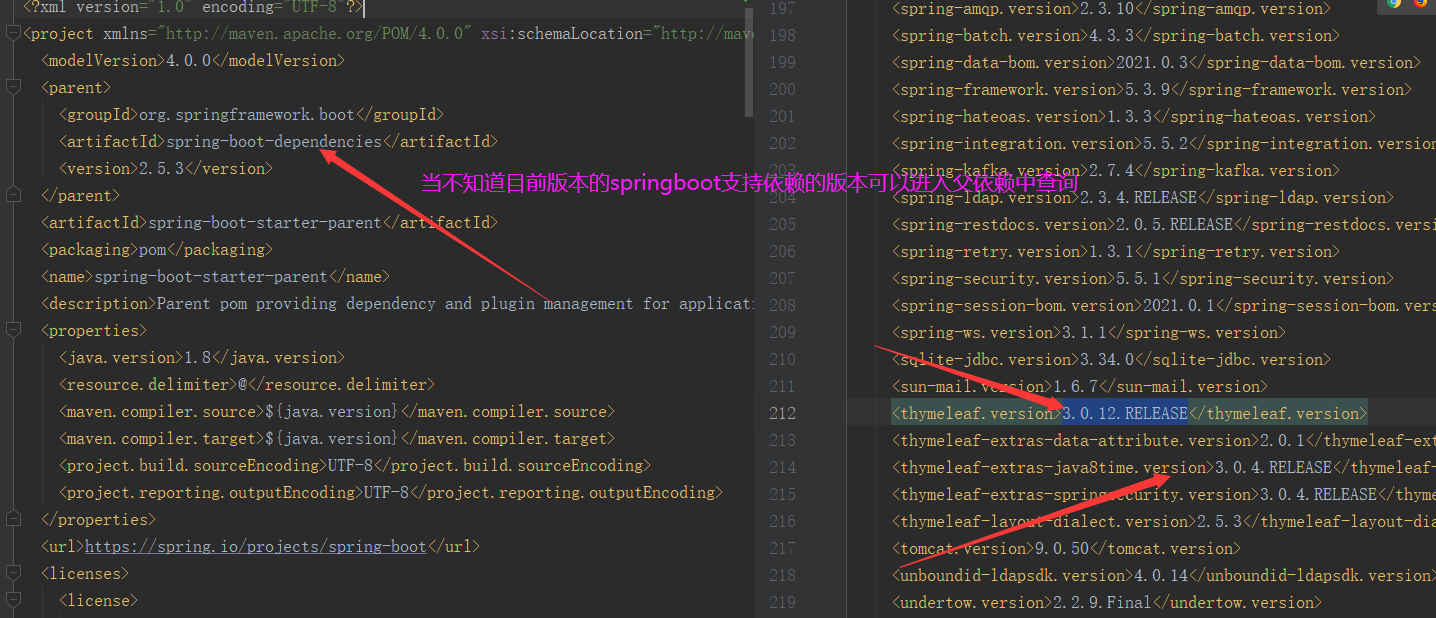 <?xml version="1.0" encoding="UTF-8"?>
<project xmlns="http://maven.apache.org/POM/4.0.0" xsi:schemaLocation="http://mav
<modelVersion>4.0.0</modelVersion>
<parent>
<groupId>org.springframework.boot</groupId>
<artifactId>spring-boot-dependencies</artifactId>
<version>2.5.3</version>
</parent>
<artifactId>spring-boot-starter-parent</artifactId>
<packaging>pom</packaging>
<name>spring-boot-starter-parent</name>
<description>Parent pom providing dependency and plugin management for applicati
<properties>
<java.version>1.8</java.version>
<resource.delimiter>@</resource.delimiter>
<maven.compiler.source>${java.version}</maven.compiler.source>
<maven.compiler.target>${java.version}</maven.compiler.target>
<project.build.sourceEncoding>UTF-8</project.build.sourceEncoding>
<project.reporting.outputEncoding>UTF-8</project.reporting.outputEncoding>
</properties>
<url>https://spring.io/projects/spring-boot</url>
<licenses>
<license>
当不知道目前版本的springboot支持依赖的版本可以进入父依赖中查询
197 <spring-amqp.version>2.3.10</spring-amqp.version>
198 <spring-batch.version>4.3.3</spring-batch.version>
199 <spring-data-bom.version>2021.0.3</spring-data-bom.version>
200 <spring-framework.version>5.3.9</spring-framework.version>
201 <spring-hateoas.version>1.3.3</spring-hateoas.version>
202 <spring-integration.version>5.5.2</spring-integration.version
203 <spring-kafka.version>2.7.4</spring-kafka.version>
204 <spring-ldap.version>2.3.4.RELEASE</spring-ldap.version>
205 <spring-restdocs.version>2.0.5.RELEASE</spring-restdocs.versi
206 <spring-retry.version>1.3.1</spring-retry.version>
207 <spring-security.version>5.5.1</spring-security.version>
208 <spring-session-bom.version>2021.0.1</spring-session-bom.vers
209 <spring-ws.version>3.1.1</spring-ws.version>
210 <sqlite-jdbc.version>3.34.0</sqlite-jdbc.version>
211 <sun-mail.version>1.6.7</sun-mail.version>
212 <thymeleaf.version>3.0.12.RELEASE</thymeleaf.version>
213 <thymeleaf-extras-data-attribute.version>2.0.1</thymeleaf-ext
214 <thymeleaf-extras-java8time.version>3.0.4.RELEASE</thymeleaf-
215 <thymeleaf-extras-springsecurity.version>3.0.4.RELEASE</thyme
216 <thymeleaf-layout-dialect.version>2.5.3</thymeleaf-layout-dia
217 <tomcat.version>9.0.50</tomcat.version>
218 <unboundid-ldapsdk.version>4.0.14</unboundid-ldapsdk.version>
219 <undertow.version>2.2.9.Final</undertow.version>